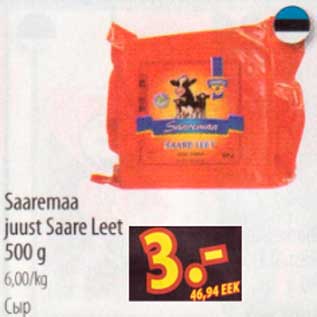 Saaremaa
SAARE LEET
Saaremaa
juust Saare Leet
500 g
6,00/kg
Сыр
3.-
46,94 EEK